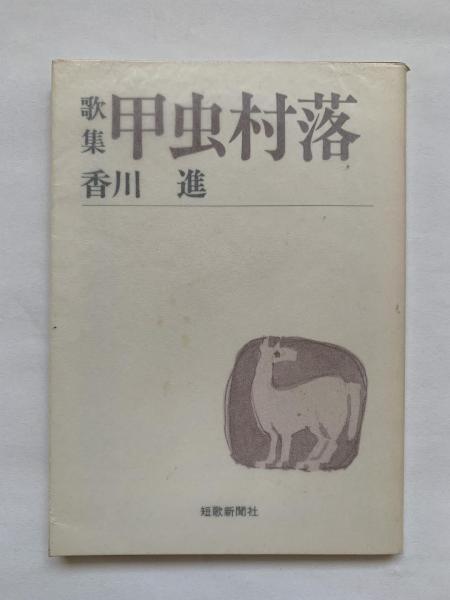 歌集 甲虫村落
香川 進
短歌新聞社